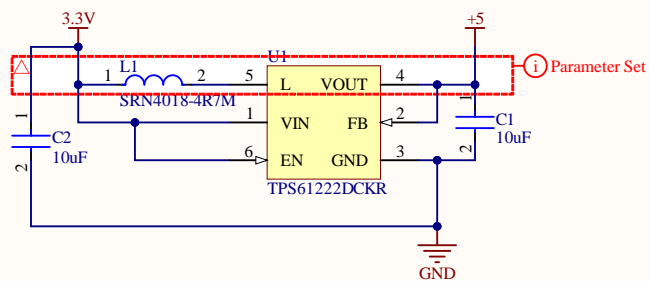 3.3V
+5
U1
L1
1
2
5
L
VOUT
4
i
Parameter Set
SRN4018-4R7M
1
VIN
FB
2
1
C1
10uF
2
1
C2
10uF
2
6
EN
GND
3
TPS61222DCKR
GND